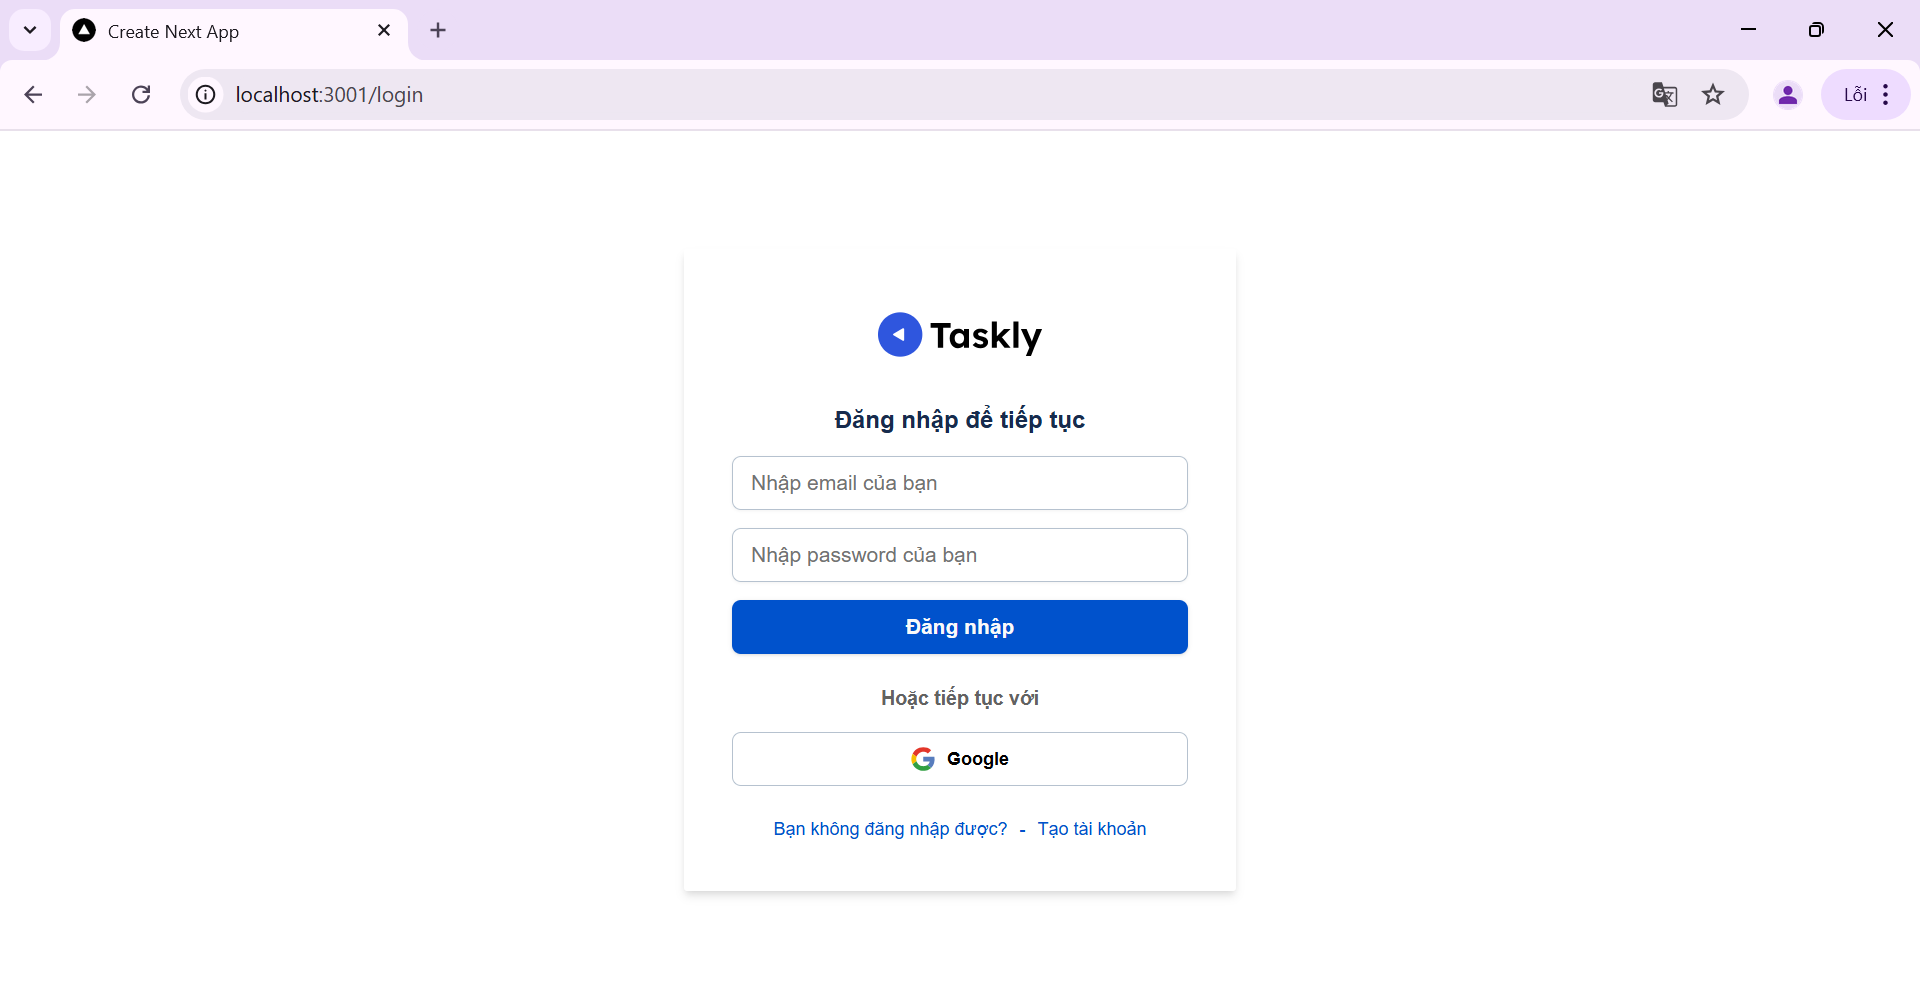 Create Next App
localhost:3001/login
Lỗi
Taskly
Đăng nhập để tiếp tục
Nhập email của bạn
Nhập password của bạn
Đăng nhập
Hoặc tiếp tục với
Google
Bạn không đăng nhập được? - Tạo tài khoản